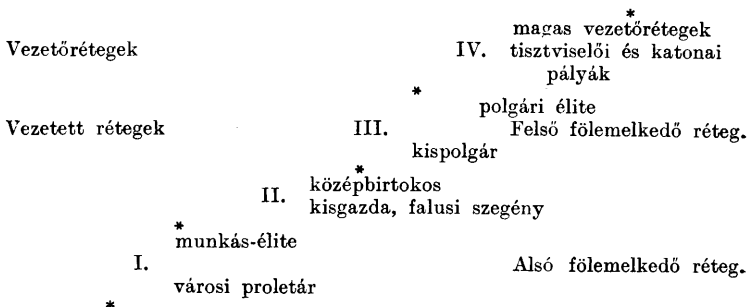 *
magas vezetőrétegek
Vezetőrétegek IV. tisztviselői és katonai
pályák
*
polgári élite
Vezetett rétegek III. Felső fölemelkedő réteg.
kispolgár
*
középbirtokos
II.
kisgazda, falusi szegény
*
munkás-élite
I. Alsó fölemelkedő réteg.
városi proletár
*